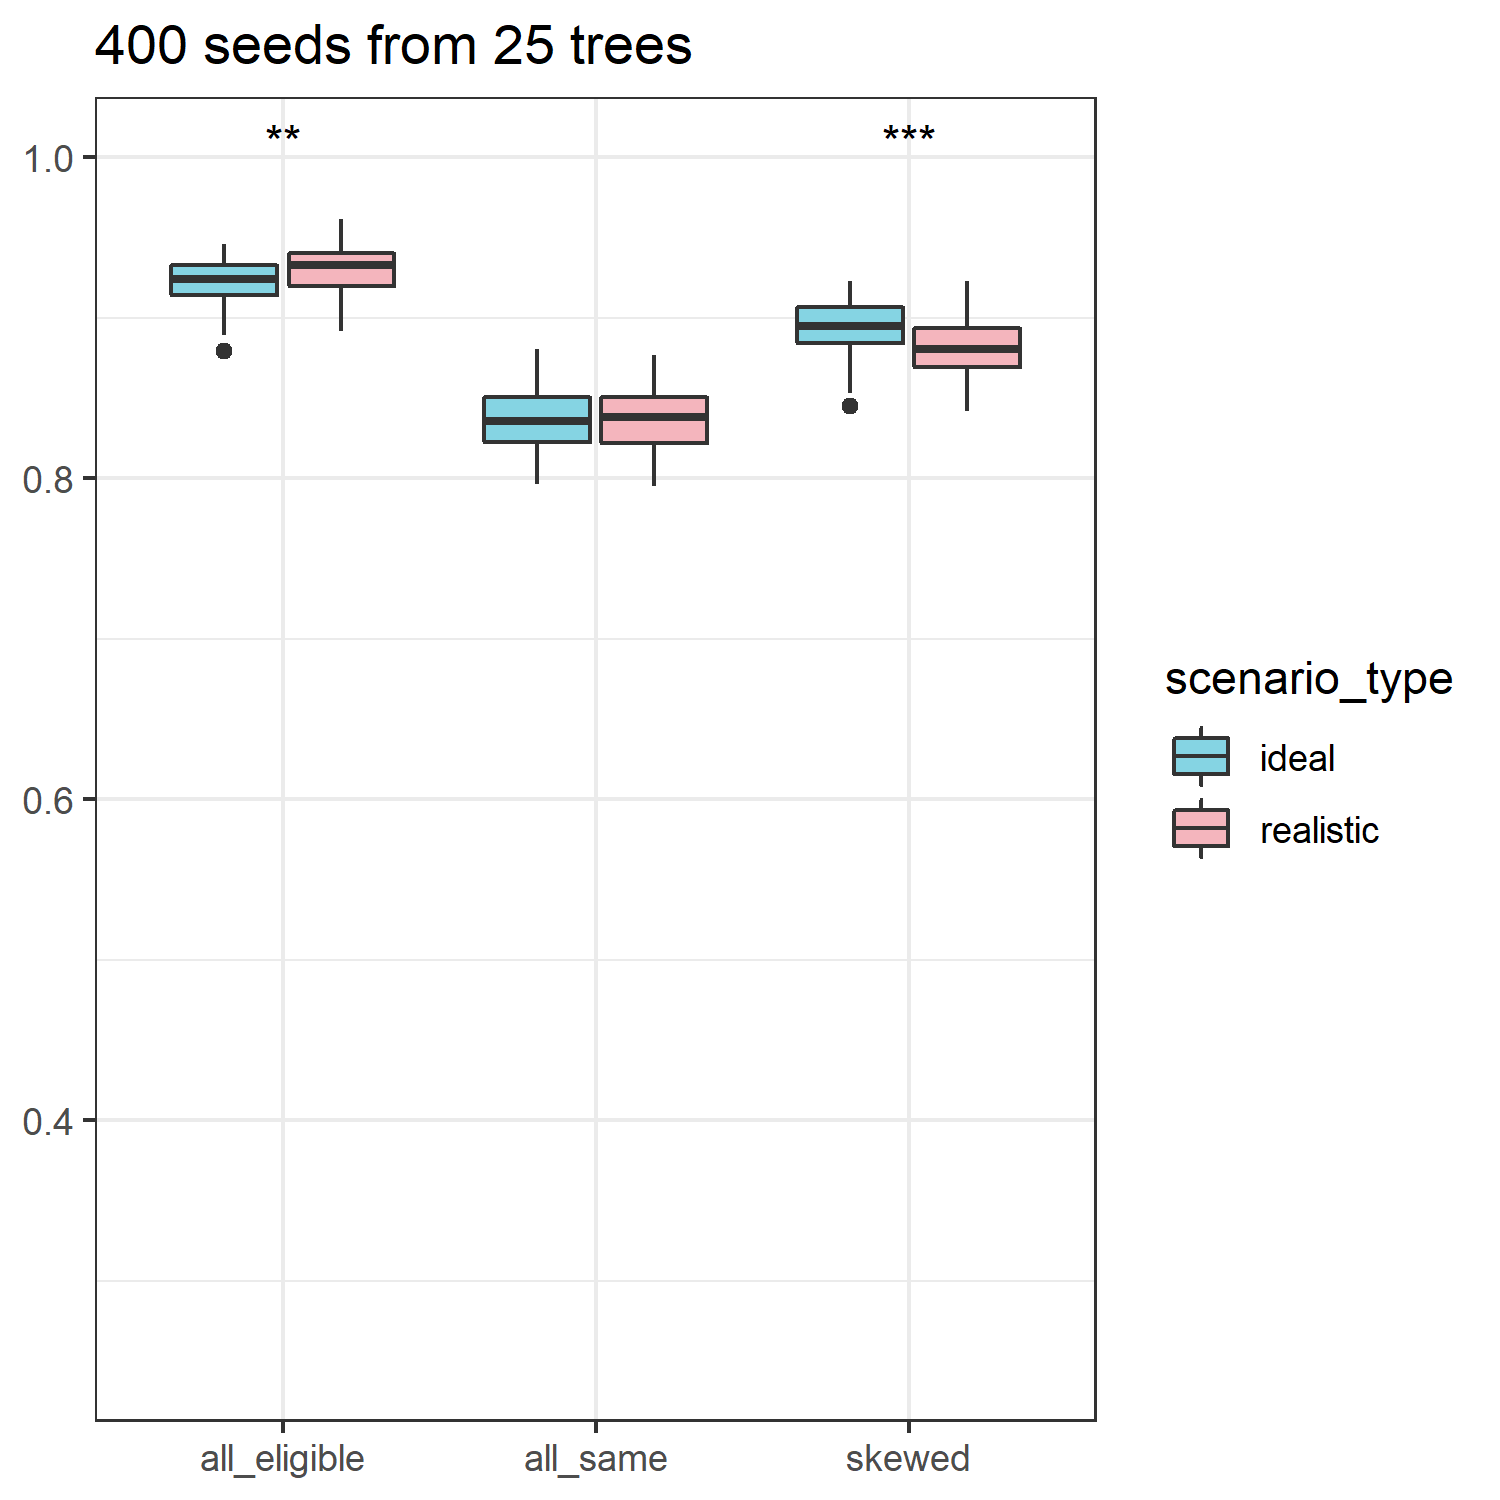 400 seeds from 25 trees
** ***
1.0
0.8
0.6
0.4
all_eligible all_same skewed
scenario_type
ideal
realistic